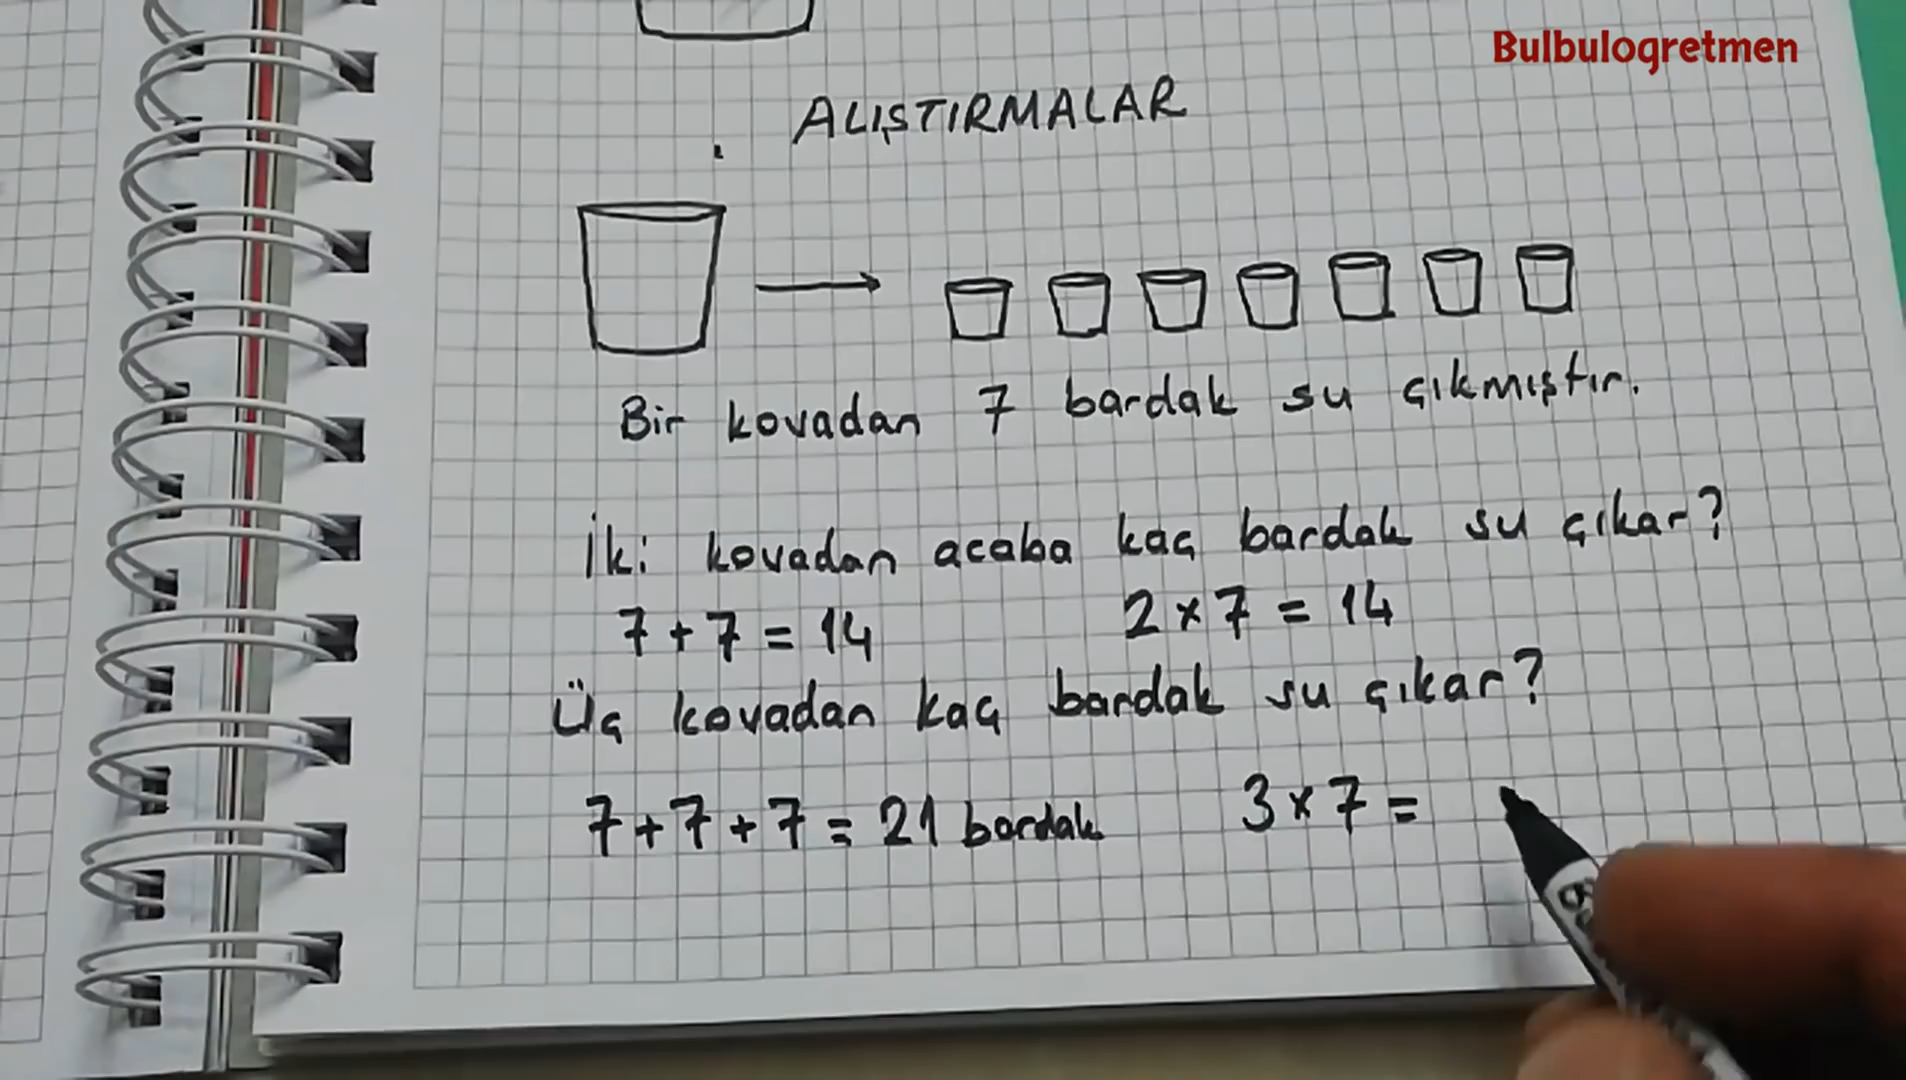 Bulbulogretmen
ALIŞTIRMALAR
Bir kovadan 7 bardak su çıkmıştır.
İki kovadan acaba kaç bardak su çıkar?
7+7=14 2×7=14
Üç kovadan kaç bardak su çıkar?
7+7+7=21 bardak 3×7=